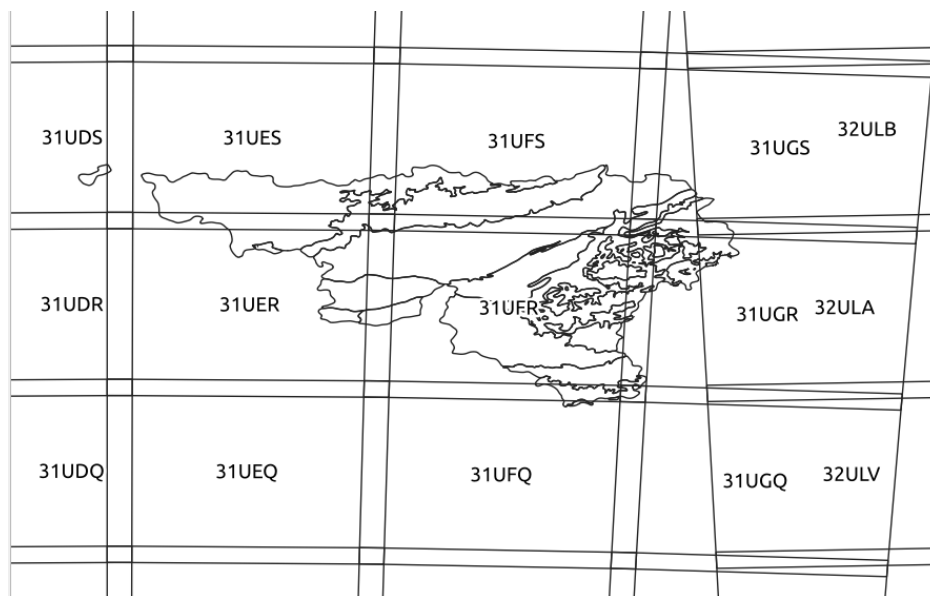 31UDS 31UES 31UFS 31UGS 32ULB
31UDR 31UER 31UFR 31UGR 32ULA
31UDQ 31UEQ 31UFQ 31UGQ 32ULV